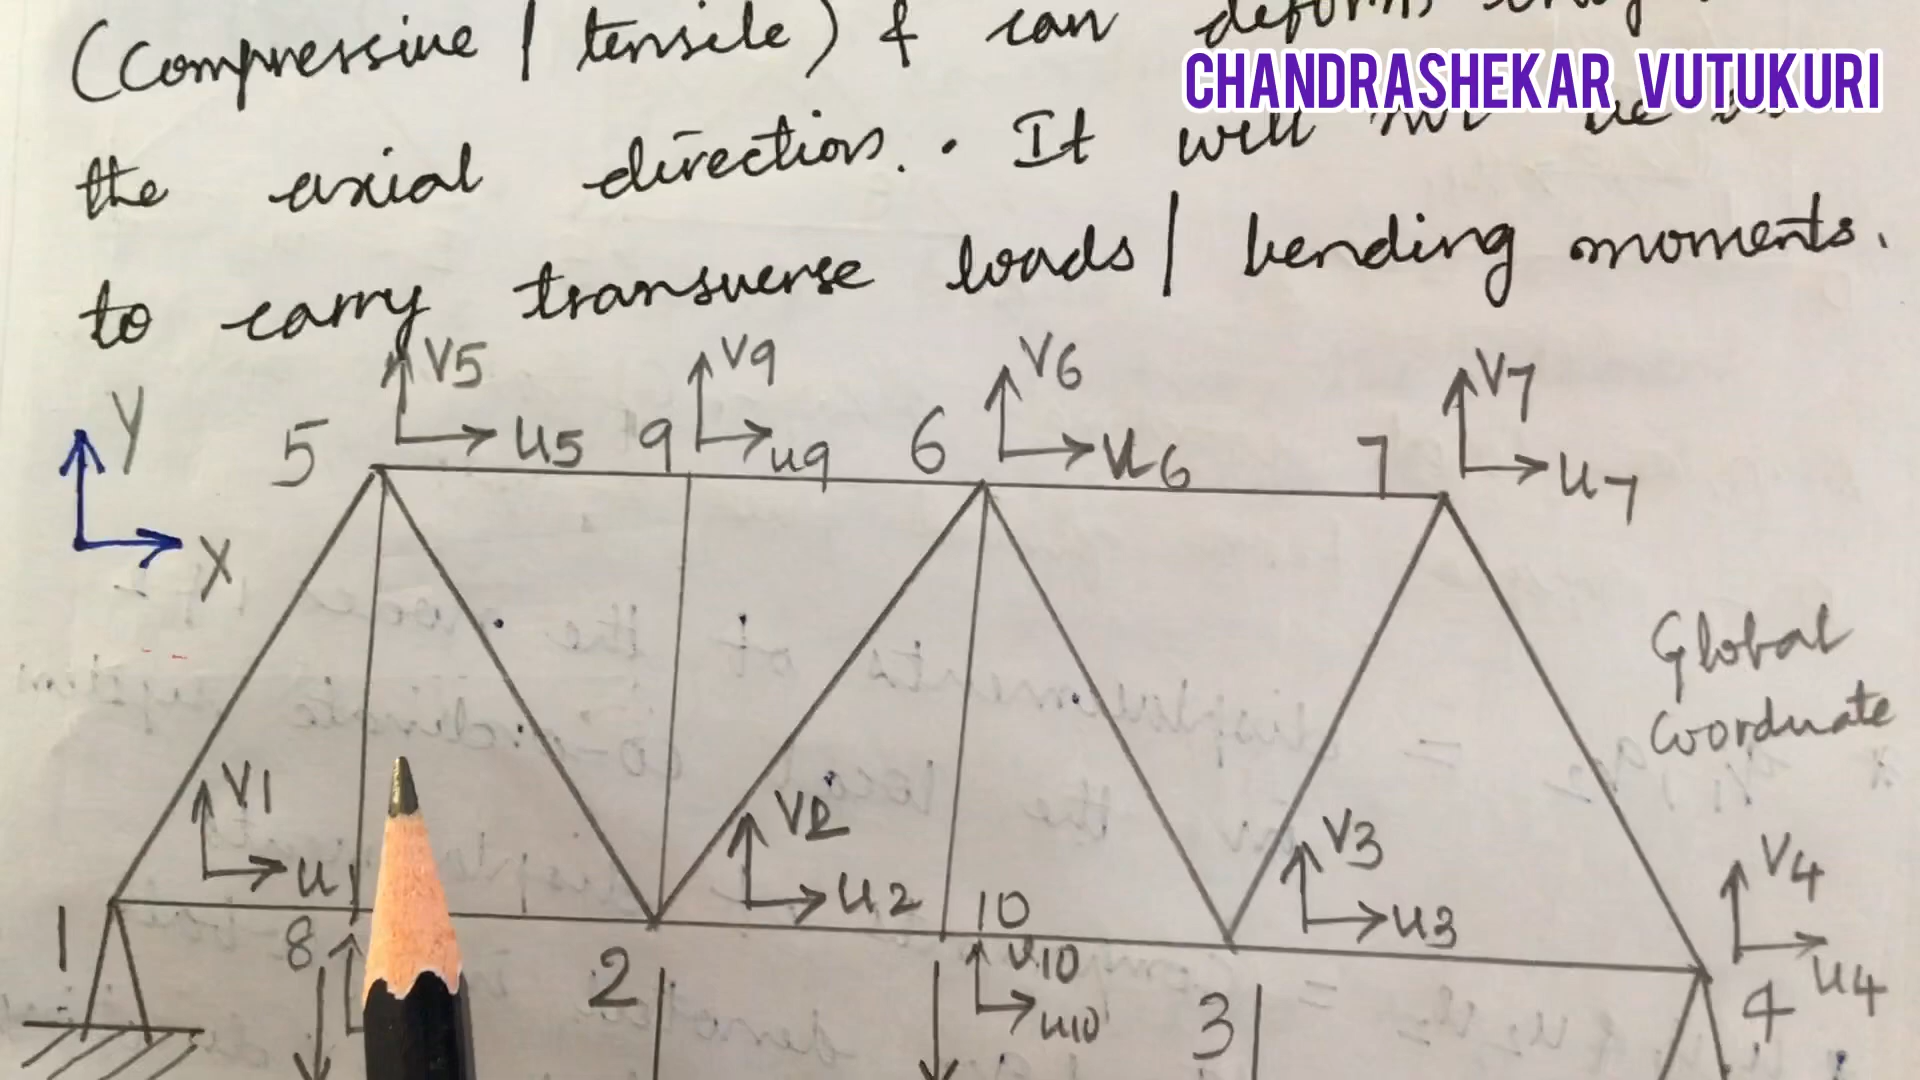 (Compressive / tensile) & can
CHANDRASHEKAR VUTUKURI
the axial direction. • It will
to carry transverse loads / bending moments.
V5 V9 V6 V7
Y 5 u5 9 u9 6 u6 7 u7
X
Global
Coordinate
V1 V2 V3 V4
u1 u2 u3 u4
1 8 2 10 3 4
V10
u10